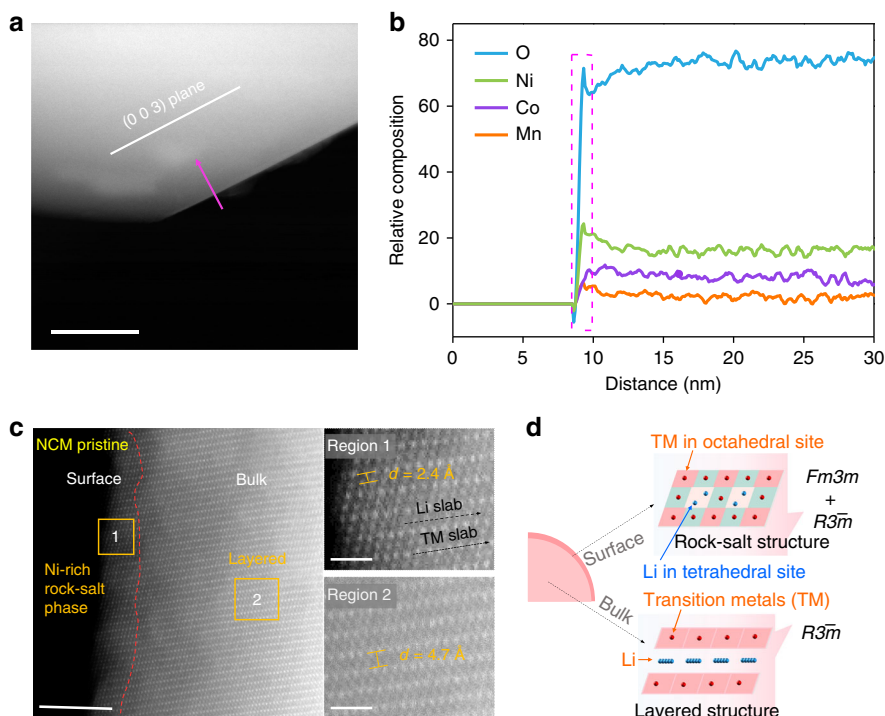 a
(0 0 3) plane
b
80
60
40
20
0
Relative composition
O
Ni
Co
Mn
0
5
10
15
20
25
30
Distance (nm)
c
NCM pristine
Surface
Bulk
1
Ni-rich
rock-salt
phase
Layered
2
Region 1
d = 2.4 Å
Li slab
TM slab
Region 2
d = 4.7 Å
d
TM in octahedral site
Fm3m
+
R3̅m
Rock-salt structure
Surface
Li in tetrahedral site
Bulk
Transition metals (TM)
R3̅m
Li
Layered structure